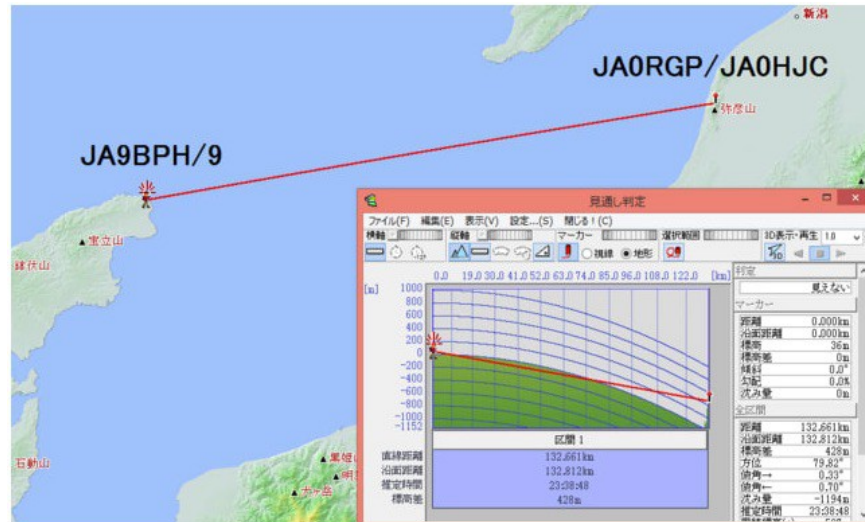 新潟
JA0RGP/JA0HJC
弥彦山
JA9BPH/9
宝立山
鉢伏山
石動山
黒姫山
犬ヶ岳
見通し判定
ファイル(F) 編集(E) 表示(V) 設定...(S) 閉じる!(C)
横軸 縦軸 マーカー 選択範囲 3D表示・再生 1.0
視線 地形 3D
0.0 19.0 30.0 41.0 52.0 63.0 74.0 85.0 96.0 108.0 122.0 [km]
[m]
1000
800
600
400
200
0
-200
-400
-600
-800
-1000
-1152
区間 1
直線距離 132.661km
沿面距離 132.812km
推定時間 23:38:48
標高差 428m
判定
見えない
マーカー
距離 0.000km
沿面距離 0.000km
標高 36m
標高差 0m
傾斜 0.0°
勾配 0.0%
沈み量 0m
全区間
距離 132.661km
沿面距離 132.812km
標高差 428m
方位 79.82°
俯角→ 0.33°
俯角← 0.70°
沈み量 -1194m
推定時間 23:38:48